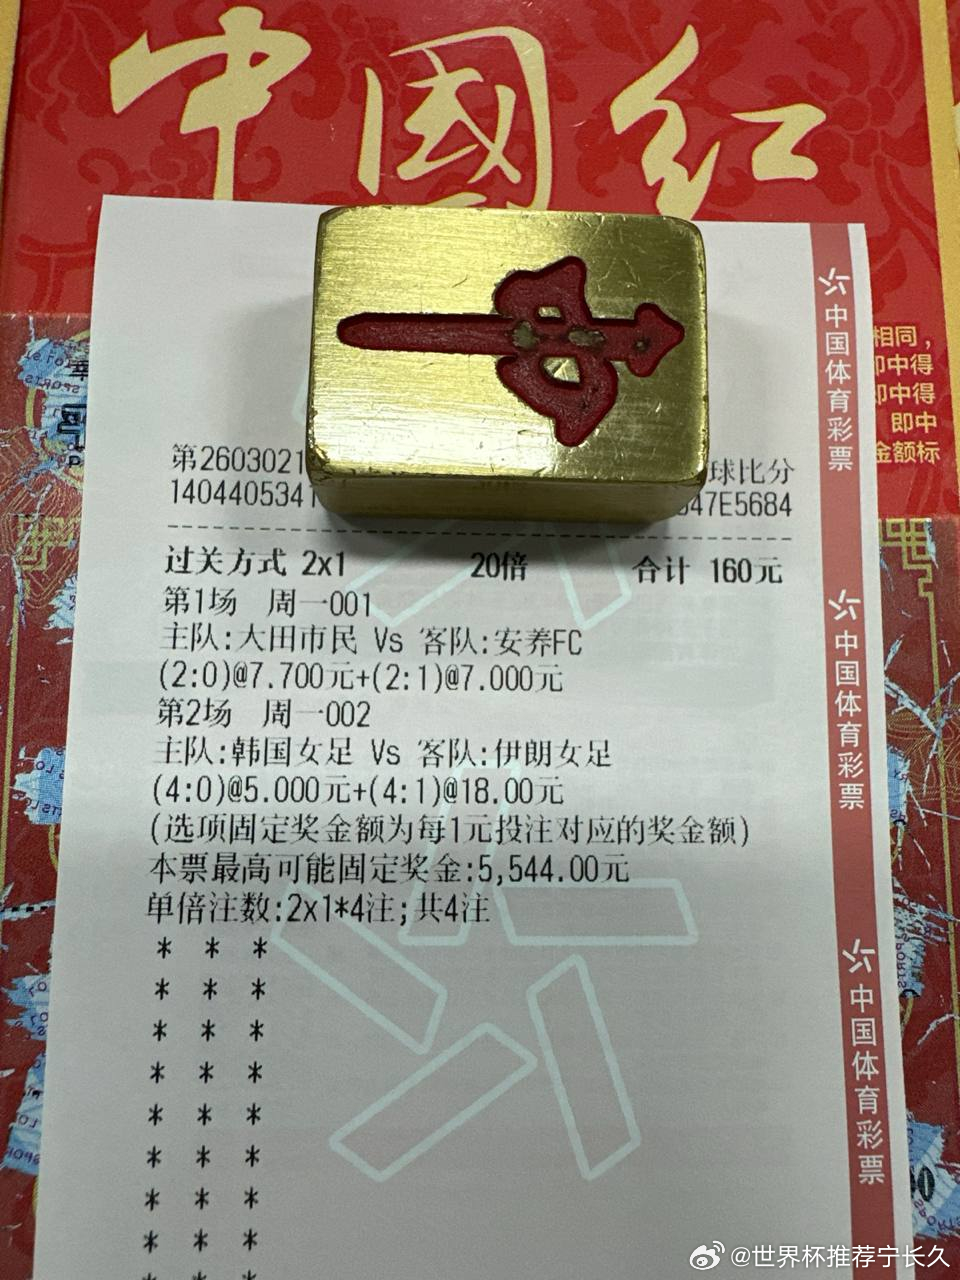 中國红
相同，
即中得
即中得
即中
金额标
中国体育彩票
第2603021
球比分
1404405341
47E5684
过关方式 2x1 20倍 合计 160元
第1场 周一001
主队:大田市民 Vs 客队:安养FC
(2:0)@7.700元+(2:1)@7.000元
第2场 周一002
主队:韩国女足 Vs 客队:伊朗女足
(4:0)@5.000元+(4:1)@18.00元
(选项固定奖金额为每1元投注对应的奖金额)
本票最高可能固定奖金:5,544.00元
单倍注数:2x1*4注;共4注
* * *
* * *
* * *
* * *
* * *
* * *
* * *
* * *
中国体育彩票
中国体育彩票
@世界杯推荐宁长久